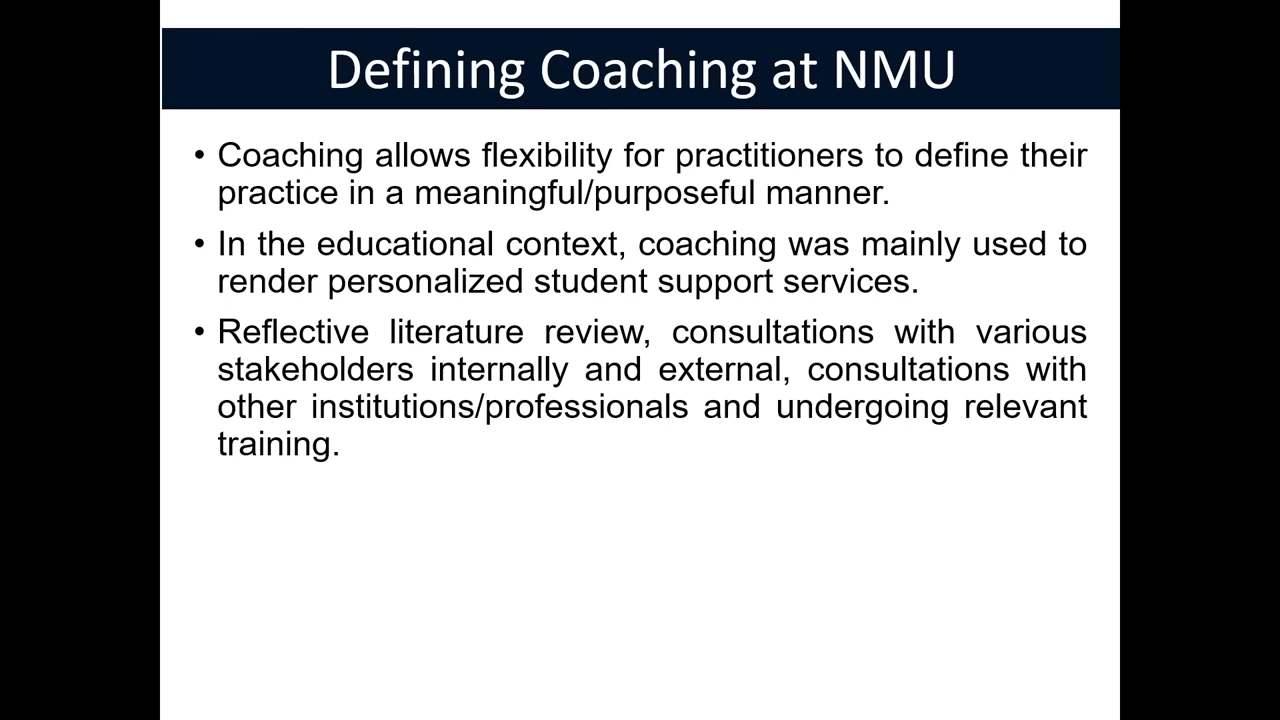 Defining Coaching at NMU
• Coaching allows flexibility for practitioners to define their
practice in a meaningful/purposeful manner.
• In the educational context, coaching was mainly used to
render personalized student support services.
• Reflective literature review, consultations with various
stakeholders internally and external, consultations with
other institutions/professionals and undergoing relevant
training.